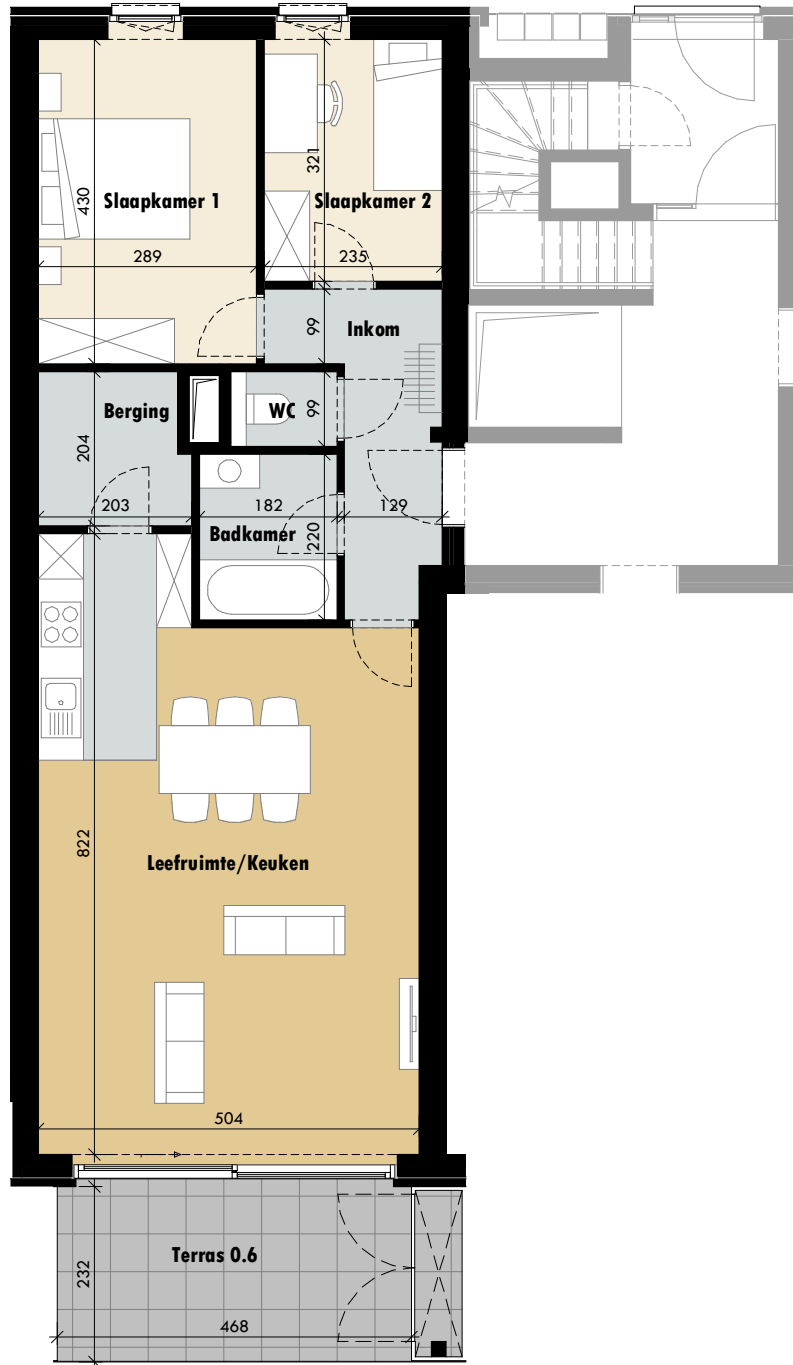 321
430
Slaapkamer 1
Slaapkamer 2
289
235
99
Inkom
Berging
WC
99
204
203
182
129
Badkamer
220
822
Leefruimte/Keuken
504
Terras 0.6
232
468